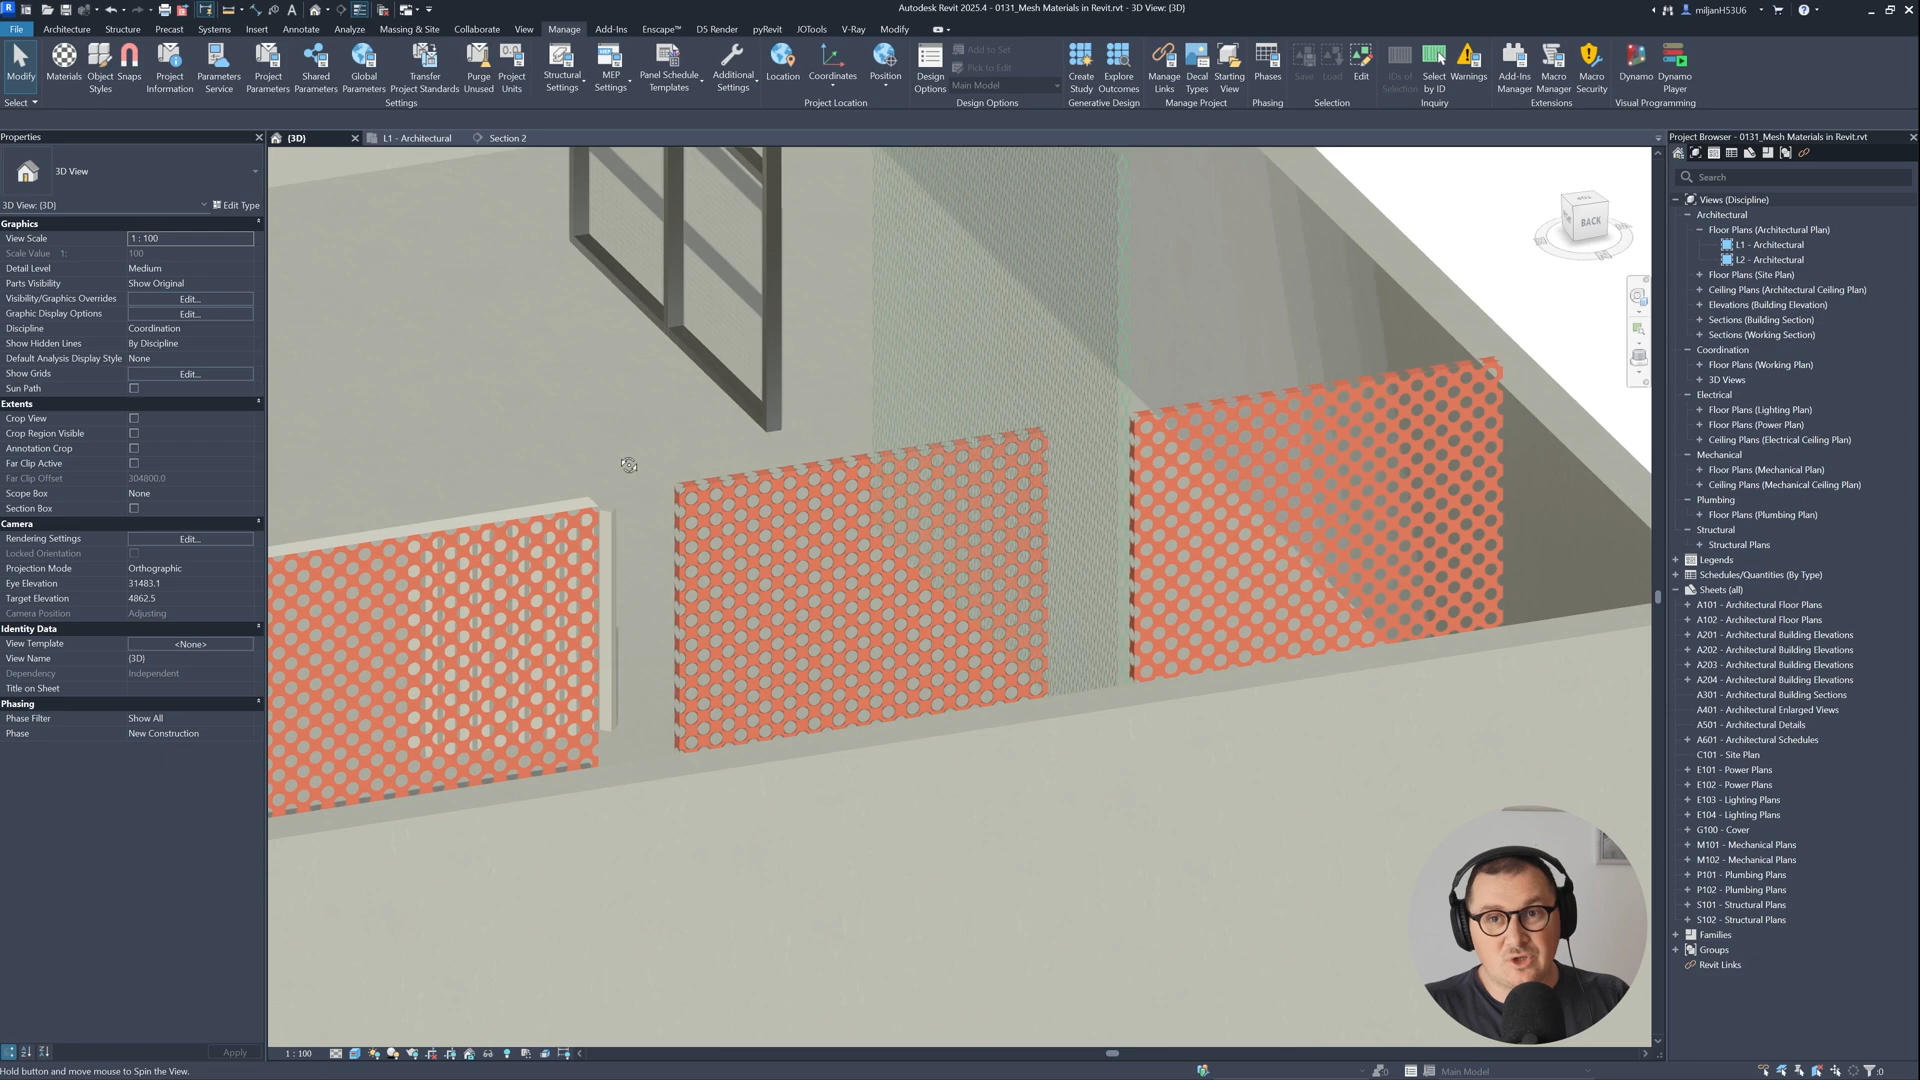 Autodesk Revit 2025.4 - 0131_Mesh Materials in Revit.rvt - 3D View: {3D}
miljanH53U6
File Architecture Structure Precast Systems Insert Annotate Analyze Massing & Site Collaborate View Manage Add-Ins Enscape™ D5 Render pyRevit JOTools V-Ray Modify
Modify
Select
Materials
Object Styles
Snaps
Project Information
Parameters Service
Project Parameters
Shared Parameters
Global Parameters
Transfer Project Standards
Purge Unused
Project Units
Settings
Structural Settings
MEP Settings
Panel Schedule Templates
Additional Settings
Location
Coordinates
Position
Project Location
Design Options
Add to Set
Pick to Edit
Main Model
Design Options
Create Study
Explore Outcomes
Generative Design
Manage Links
Decal Types
Starting View
Manage Project
Phases
Phasing
Save
Load
Edit
Selection
IDs of Selection
Select by ID
Warnings
Inquiry
Add-Ins Manager
Macro Manager
Macro Security
Extensions
Dynamo
Dynamo Player
Visual Programming
Properties
3D View
3D View: {3D}
Edit Type
Graphics
View Scale 1 : 100
Scale Value 1: 100
Detail Level Medium
Parts Visibility Show Original
Visibility/Graphics Overrides Edit...
Graphic Display Options Edit...
Discipline Coordination
Show Hidden Lines By Discipline
Default Analysis Display Style None
Show Grids Edit...
Sun Path
Extents
Crop View
Crop Region Visible
Annotation Crop
Far Clip Active
Far Clip Offset 304800.0
Scope Box None
Section Box
Camera
Rendering Settings Edit...
Locked Orientation
Projection Mode Orthographic
Eye Elevation 31483.1
Target Elevation 4862.5
Camera Position Adjusting
Identity Data
View Template <None>
View Name {3D}
Dependency Independent
Title on Sheet
Phasing
Phase Filter Show All
Phase New Construction
Apply
{3D}
L1 - Architectural
Section 2
BACK
Project Browser - 0131_Mesh Materials in Revit.rvt
Search
Views (Discipline)
Architectural
Floor Plans (Architectural Plan)
L1 - Architectural
L2 - Architectural
Floor Plans (Site Plan)
Ceiling Plans (Architectural Ceiling Plan)
Elevations (Building Elevation)
Sections (Building Section)
Sections (Working Section)
Coordination
Floor Plans (Working Plan)
3D Views
Electrical
Floor Plans (Lighting Plan)
Floor Plans (Power Plan)
Ceiling Plans (Electrical Ceiling Plan)
Mechanical
Floor Plans (Mechanical Plan)
Ceiling Plans (Mechanical Ceiling Plan)
Plumbing
Floor Plans (Plumbing Plan)
Structural
Structural Plans
Legends
Schedules/Quantities (By Type)
Sheets (all)
A101 - Architectural Floor Plans
A102 - Architectural Floor Plans
A201 - Architectural Building Elevations
A202 - Architectural Building Elevations
A203 - Architectural Building Elevations
A204 - Architectural Building Elevations
A301 - Architectural Building Sections
A401 - Architectural Enlarged Views
A501 - Architectural Details
A601 - Architectural Schedules
C101 - Site Plan
E101 - Power Plans
E102 - Power Plans
E103 - Lighting Plans
E104 - Lighting Plans
G100 - Cover
M101 - Mechanical Plans
M102 - Mechanical Plans
P101 - Plumbing Plans
P102 - Plumbing Plans
S101 - Structural Plans
S102 - Structural Plans
Families
Groups
Revit Links
1 : 100
Hold button and move mouse to Spin the View.
:0
Main Model
:0